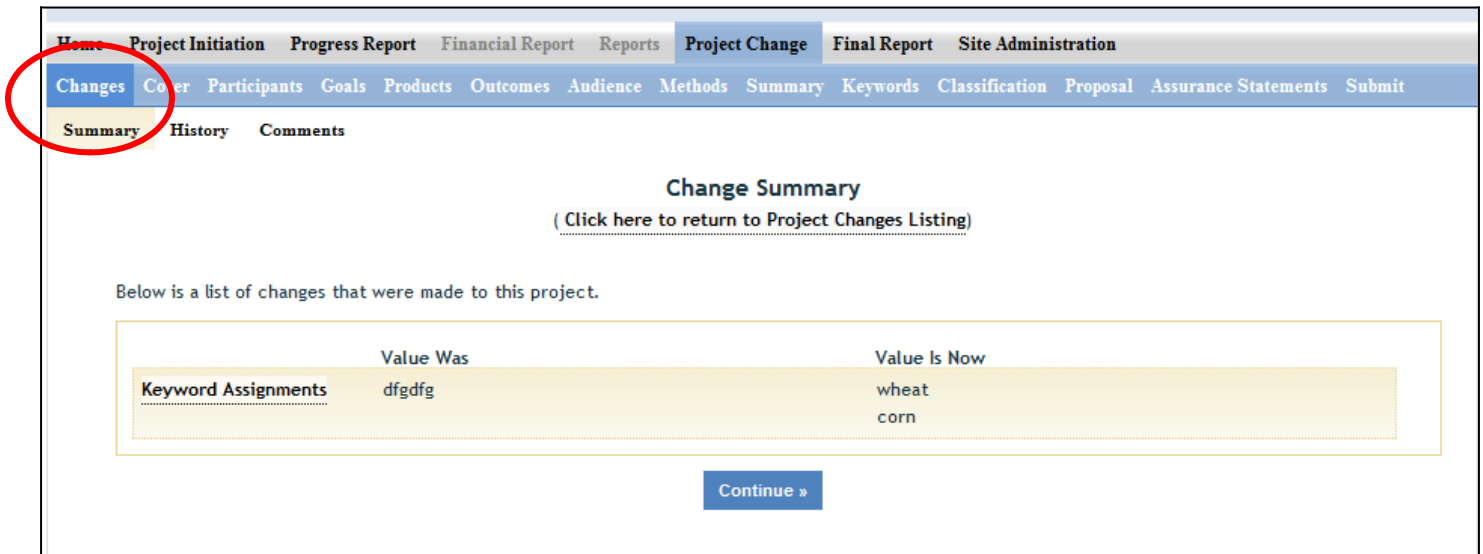 Home Project Initiation Progress Report Financial Report Reports Project Change Final Report Site Administration
Changes Cover Participants Goals Products Outcomes Audience Methods Summary Keywords Classification Proposal Assurance Statements Submit
Summary History Comments
Change Summary
( Click here to return to Project Changes Listing)
Below is a list of changes that were made to this project.
Value Was Value Is Now
Keyword Assignments dfgdfg wheat
corn
Continue »